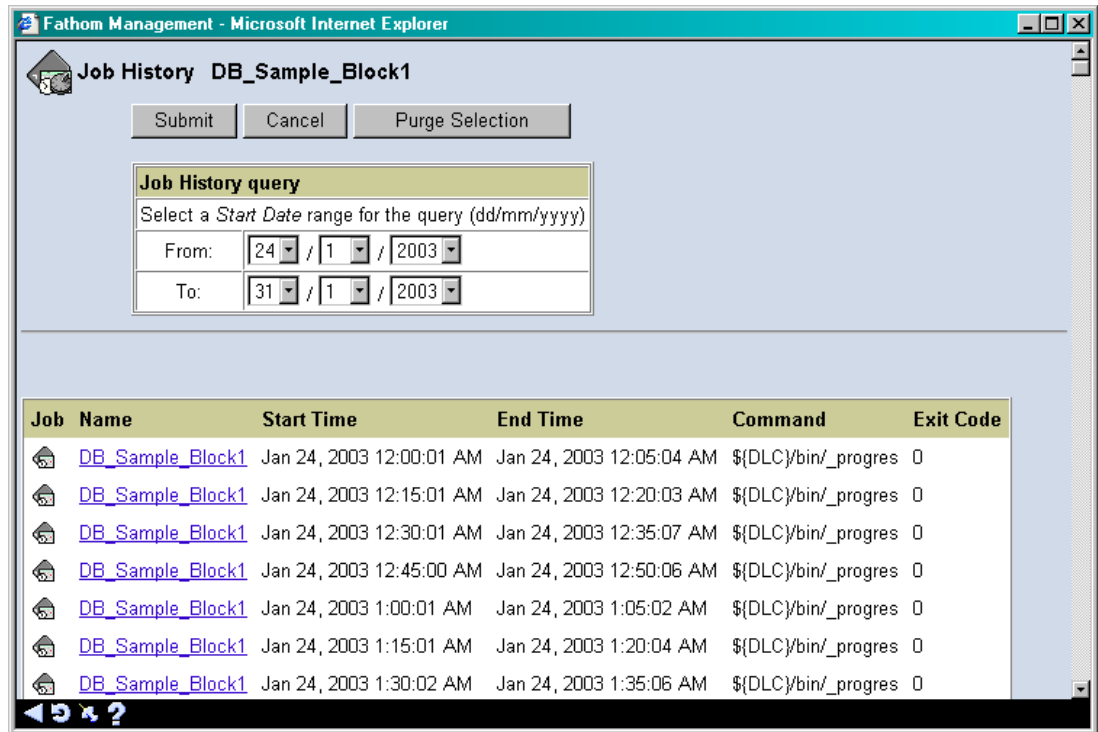 Fathom Management - Microsoft Internet Explorer
Job History DB_Sample_Block1
Submit Cancel Purge Selection
Job History query
Select a Start Date range for the query (dd/mm/yyyy)
From: 24 / 1 / 2003
To: 31 / 1 / 2003
Job Name Start Time End Time Command Exit Code
DB_Sample_Block1 Jan 24, 2003 12:00:01 AM Jan 24, 2003 12:05:04 AM ${DLC}/bin/_progres 0
DB_Sample_Block1 Jan 24, 2003 12:15:01 AM Jan 24, 2003 12:20:03 AM ${DLC}/bin/_progres 0
DB_Sample_Block1 Jan 24, 2003 12:30:01 AM Jan 24, 2003 12:35:07 AM ${DLC}/bin/_progres 0
DB_Sample_Block1 Jan 24, 2003 12:45:00 AM Jan 24, 2003 12:50:06 AM ${DLC}/bin/_progres 0
DB_Sample_Block1 Jan 24, 2003 1:00:01 AM Jan 24, 2003 1:05:02 AM ${DLC}/bin/_progres 0
DB_Sample_Block1 Jan 24, 2003 1:15:01 AM Jan 24, 2003 1:20:04 AM ${DLC}/bin/_progres 0
DB_Sample_Block1 Jan 24, 2003 1:30:02 AM Jan 24, 2003 1:35:06 AM ${DLC}/bin/_progres 0
?